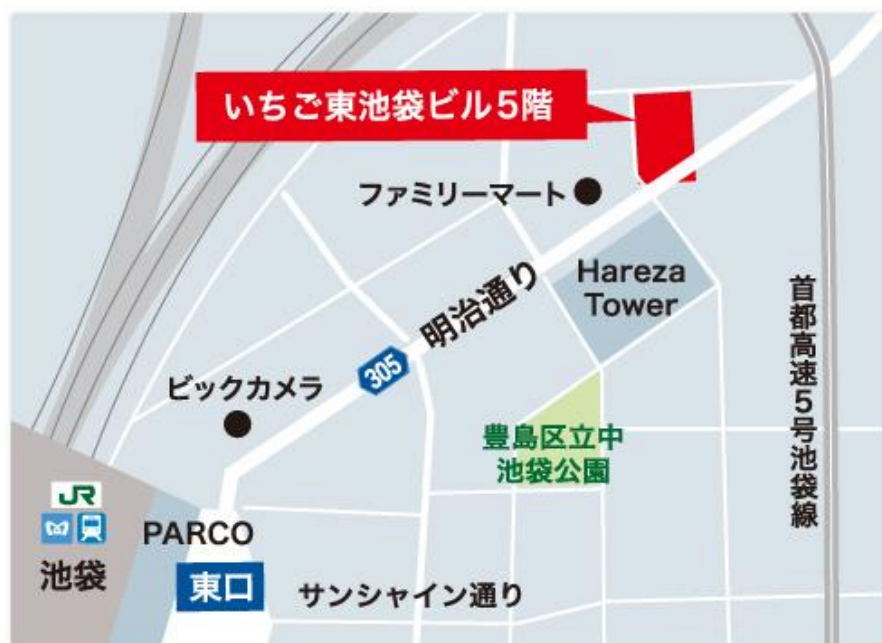 いちご東池袋ビル5階
ファミリーマート
Hareza
Tower
明治通り
305
ビックカメラ
首都高速5号池袋線
豊島区立中
池袋公園
JR
PARCO
池袋
東口
サンシャイン通り